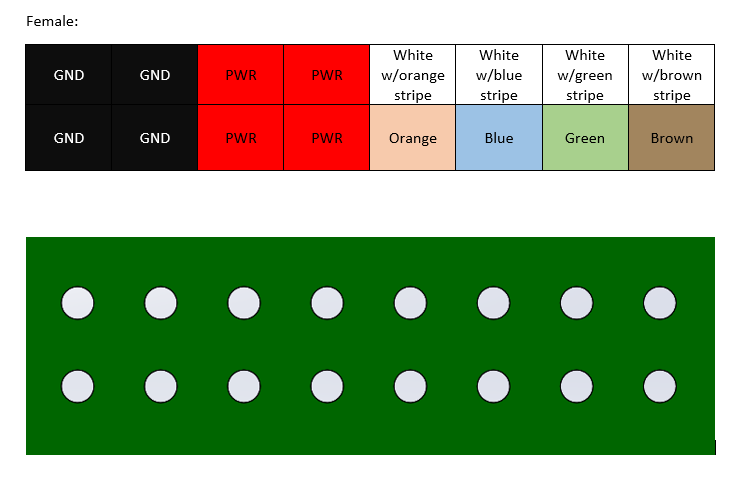 Female:
GND GND PWR PWR White w/orange stripe White w/blue stripe White w/green stripe White w/brown stripe
GND GND PWR PWR Orange Blue Green Brown